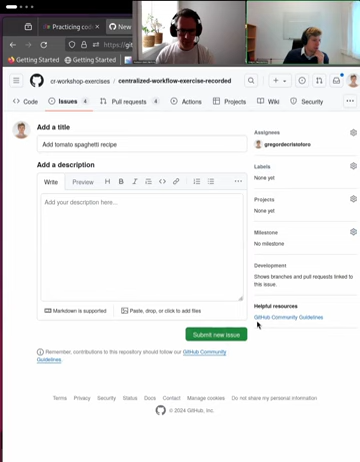 Practicing co
New
https://gi
Getting Started
Getting Started
cr-workshop-exercises / centralized-workflow-exercise-recorded
Code
Issues 4
Pull requests 4
Actions
Projects
Wiki
Security
Add a title
Add tomato spaghetti recipe
Add a description
Write
Preview
H B I
Add your description here...
Markdown is supported
Paste, drop, or click to add files
Submit new issue
Remember, contributions to this repository should follow our GitHub Community
Guidelines.
Assignees
gregordecristoforo
Labels
None yet
Projects
None yet
Milestone
No milestone
Development
Shows branches and pull requests linked to
this issue.
Helpful resources
GitHub Community Guidelines
Terms Privacy Security Status Docs Contact Manage cookies Do not share my personal information
© 2024 GitHub, Inc.